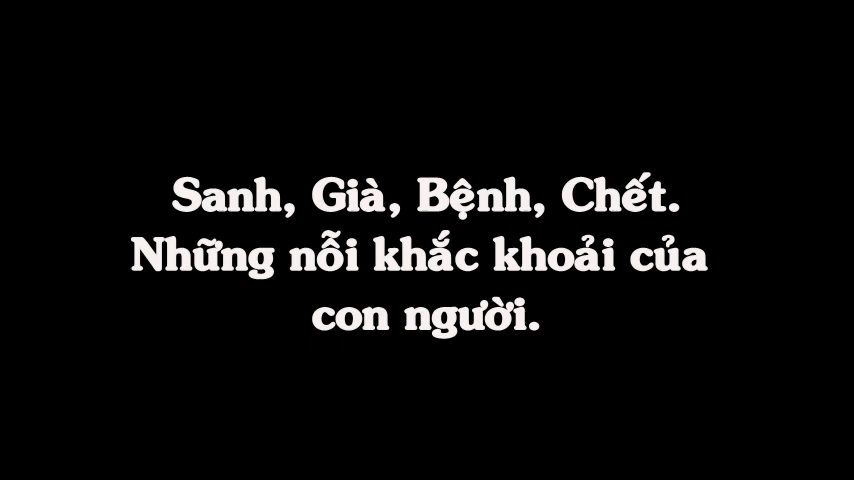 Sanh, Già, Bệnh, Chết.
Những nỗi khắc khoải của
con người.